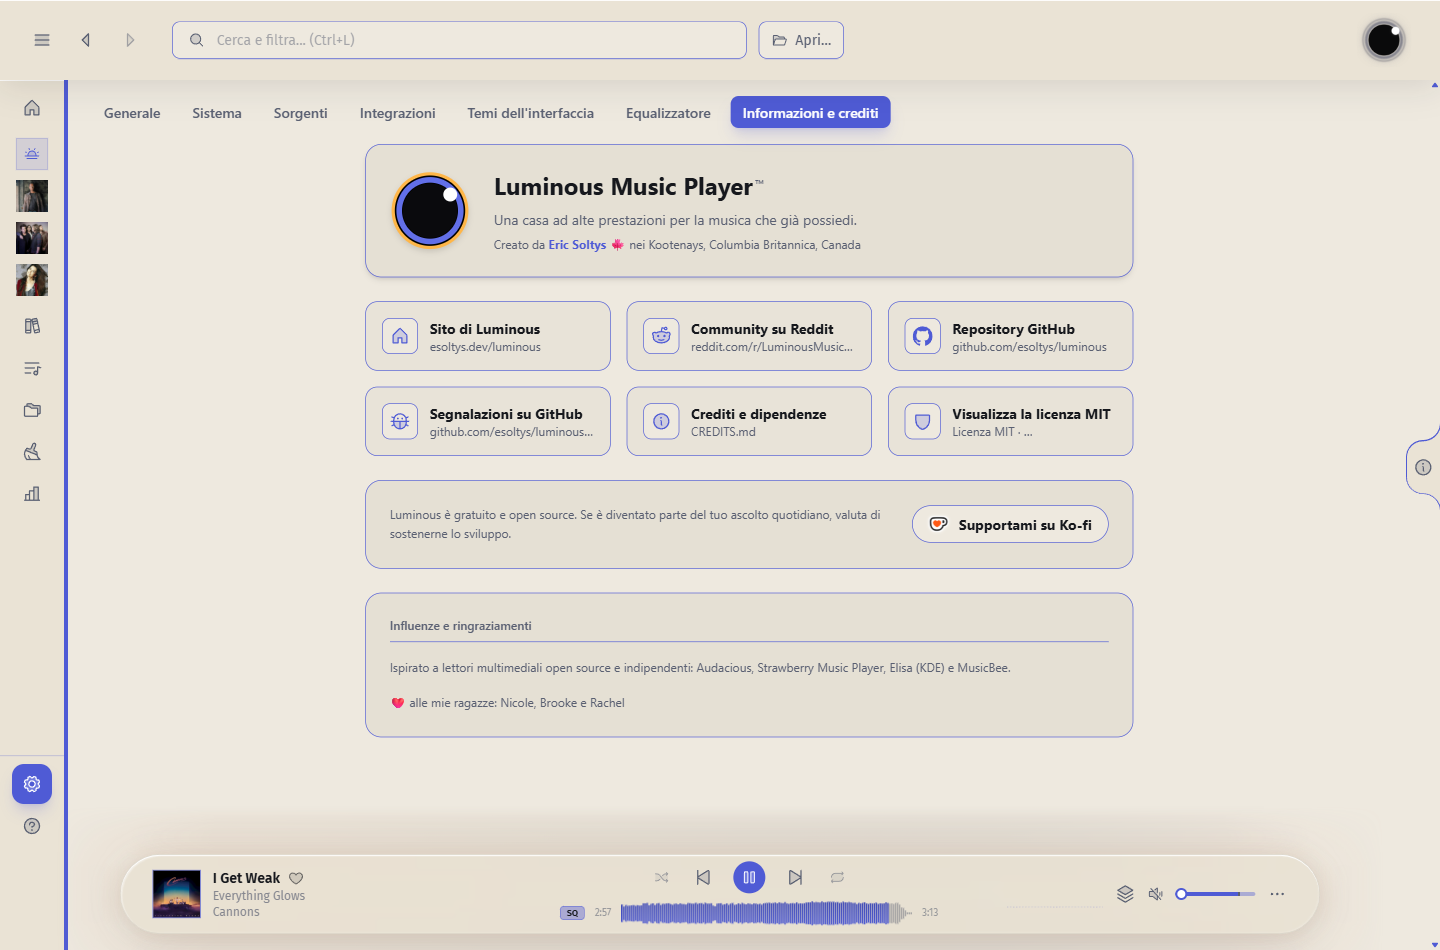 Cerca e filtra... (Ctrl+L)
Apri...
Generale
Sistema
Sorgenti
Integrazioni
Temi dell'interfaccia
Equalizzatore
Informazioni e crediti
Luminous Music Player™
Una casa ad alte prestazioni per la musica che già possiedi.
Creato da Eric Soltys nei Kootenays, Columbia Britannica, Canada
Sito di Luminous
esoltys.dev/luminous
Community su Reddit
reddit.com/r/LuminousMusic...
Repository GitHub
github.com/esoltys/luminous
Segnalazioni su GitHub
github.com/esoltys/luminous...
Crediti e dipendenze
CREDITS.md
Visualizza la licenza MIT
Licenza MIT · ...
Luminous è gratuito e open source. Se è diventato parte del tuo ascolto quotidiano, valuta di
sostenerne lo sviluppo.
Supportami su Ko-fi
Influenze e ringraziamenti
Ispirato a lettori multimediali open source e indipendenti: Audacious, Strawberry Music Player, Elisa (KDE) e MusicBee.
alle mie ragazze: Nicole, Brooke e Rachel
I Get Weak
Everything Glows
Cannons
SQ
2:57
3:13